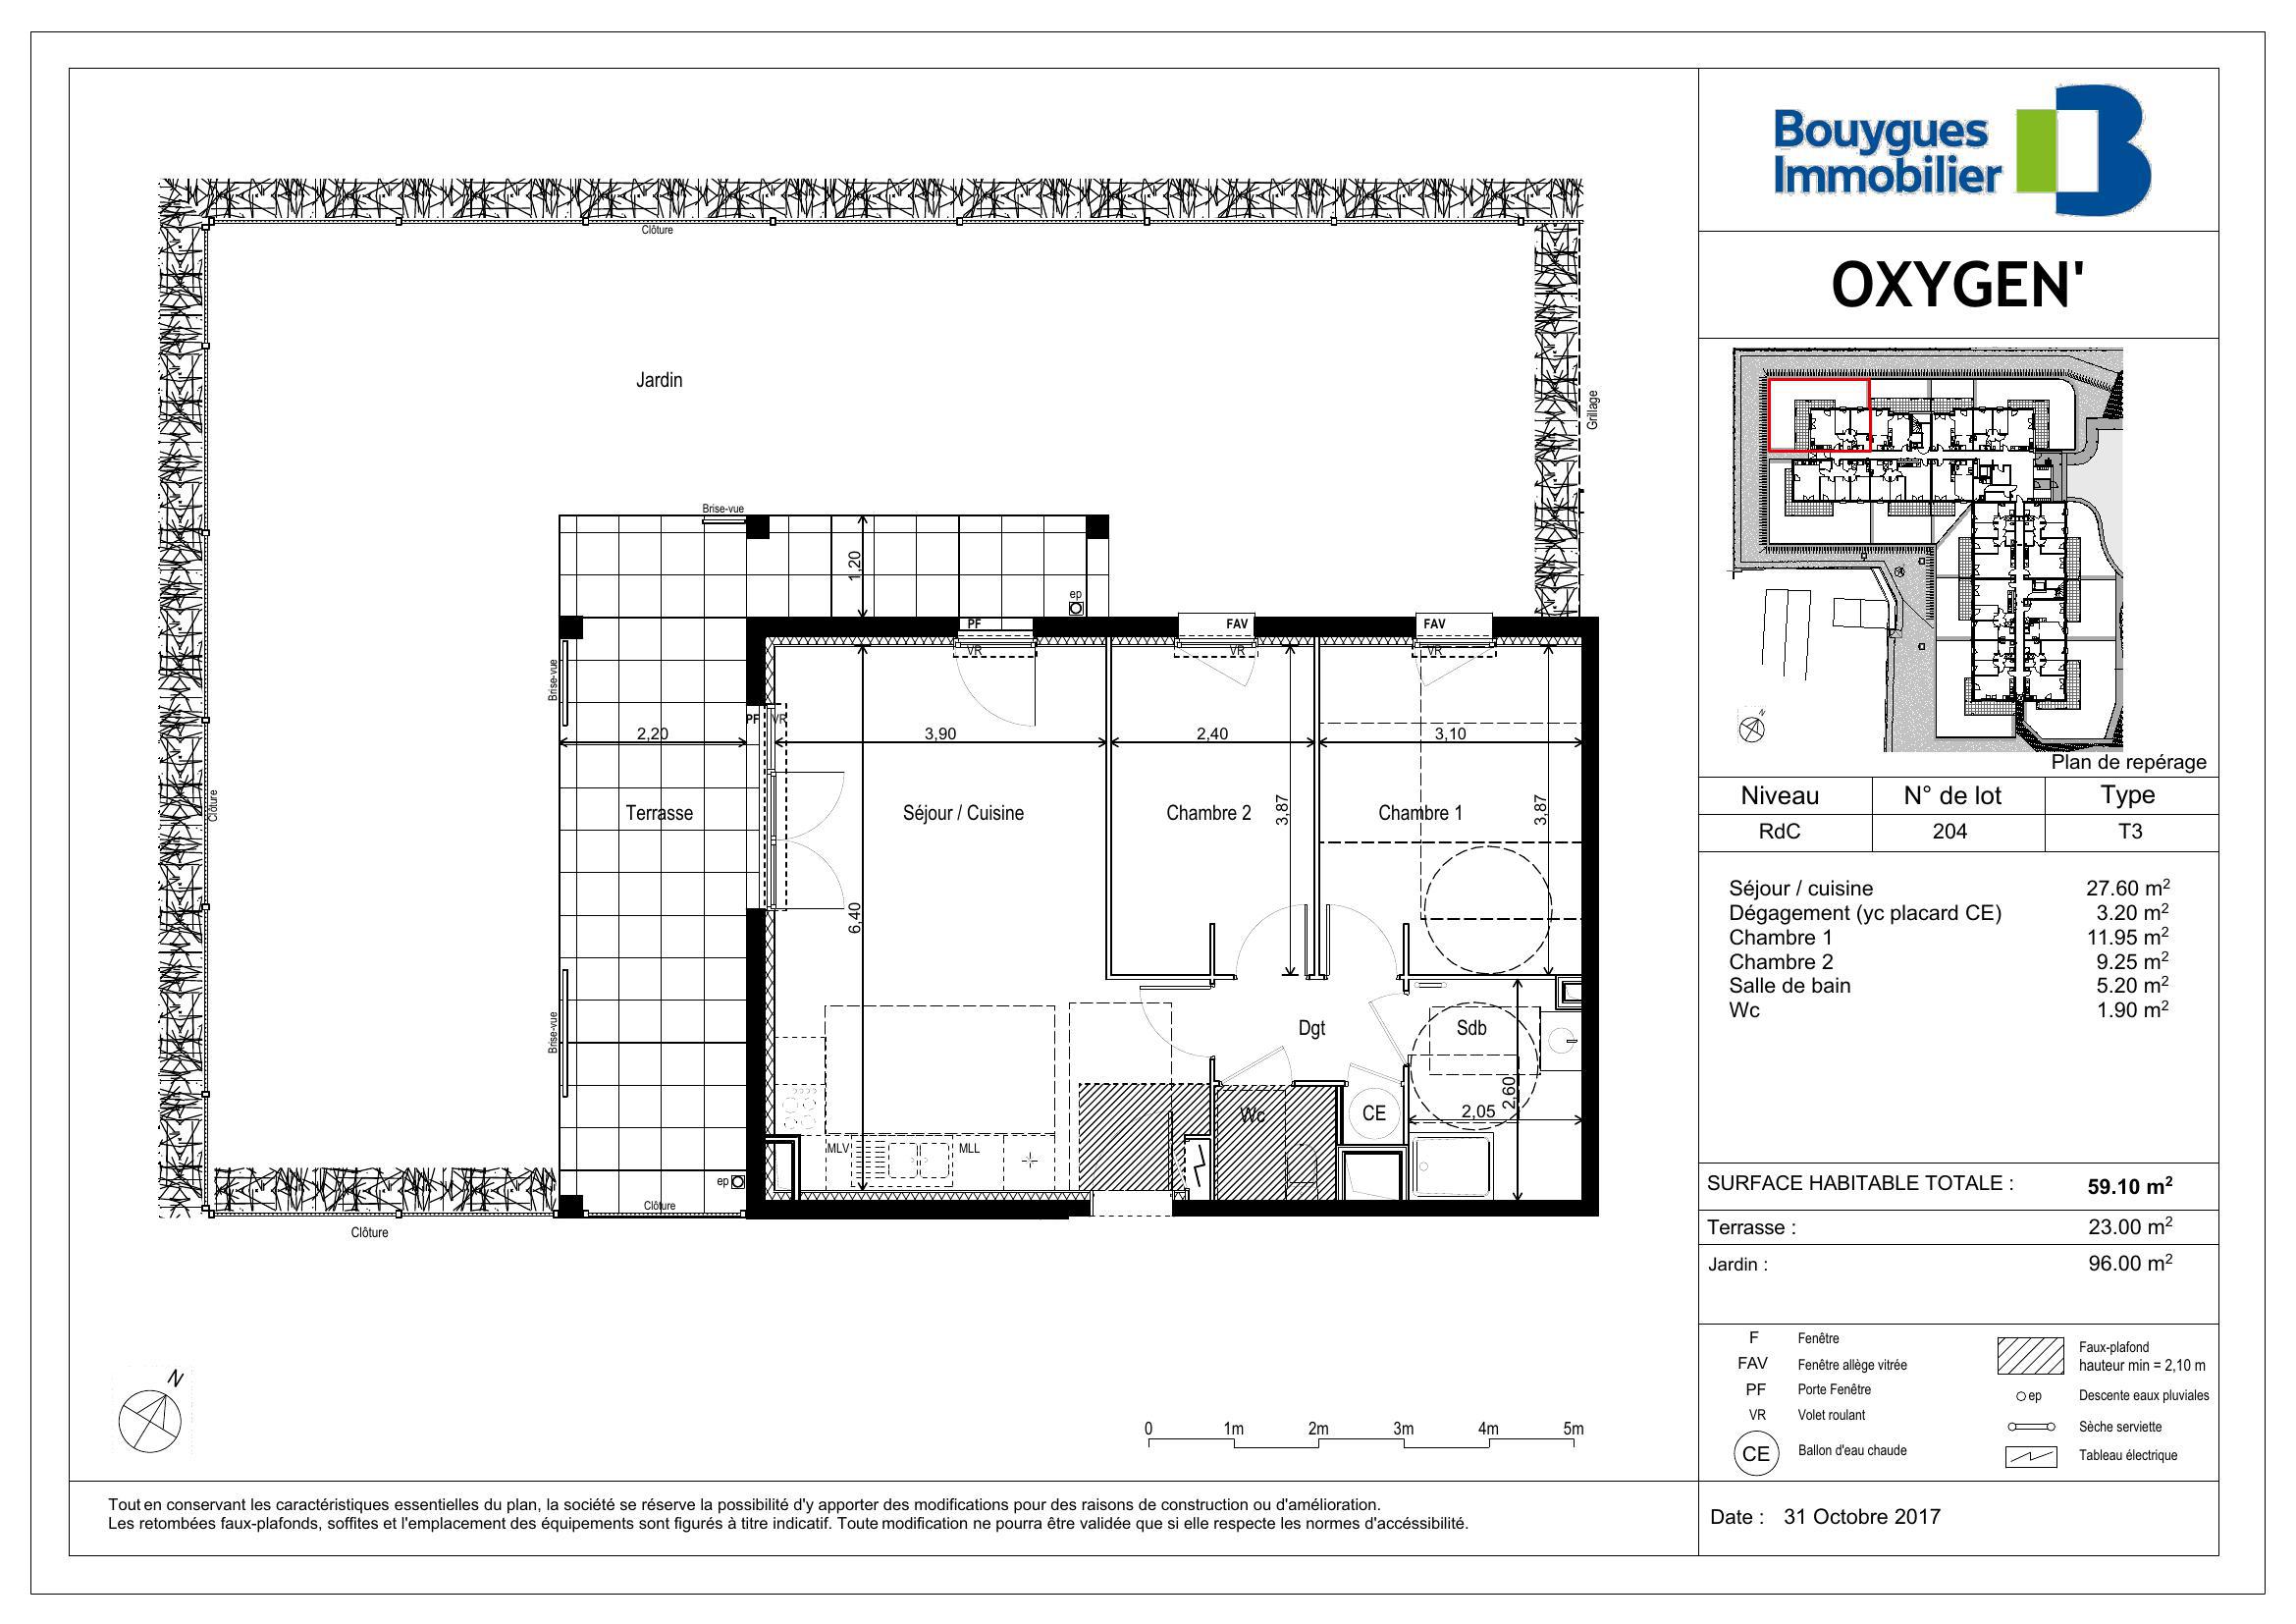 Bouygues
Immobilier
OXYGEN'
N
Plan de repérage
Niveau N° de lot Type
RdC 204 T3
Séjour / cuisine 27.60 m²
Dégagement (yc placard CE) 3.20 m²
Chambre 1 11.95 m²
Chambre 2 9.25 m²
Salle de bain 5.20 m²
Wc 1.90 m²
SURFACE HABITABLE TOTALE : 59.10 m²
Terrasse : 23.00 m²
Jardin : 96.00 m²
F Fenêtre
FAV Fenêtre allège vitrée
PF Porte Fenêtre
VR Volet roulant
CE Ballon d'eau chaude
Faux-plafond
hauteur min = 2,10 m
ep Descente eaux pluviales
Sèche serviette
Tableau électrique
Date : 31 Octobre 2017
Clôture
Jardin
Grillage
Brise-vue
1,20
ep
PF
FAV
FAV
VR
VR
VR
Brise-vue
PF
VR
2,20
3,90
2,40
3,10
Clôture
Terrasse
Séjour / Cuisine
Chambre 2
3,87
Chambre 1
3,87
6,40
Brise-vue
Dgt
Sdb
Wc
CE
2,05
2,60
MLV
MLL
ep
Clôture
Clôture
N
0 1m 2m 3m 4m 5m
Tout en conservant les caractéristiques essentielles du plan, la société se réserve la possibilité d'y apporter des modifications pour des raisons de construction ou d'amélioration.
Les retombées faux-plafonds, soffites et l'emplacement des équipements sont figurés à titre indicatif. Toute modification ne pourra être validée que si elle respecte les normes d'accéssibilité.